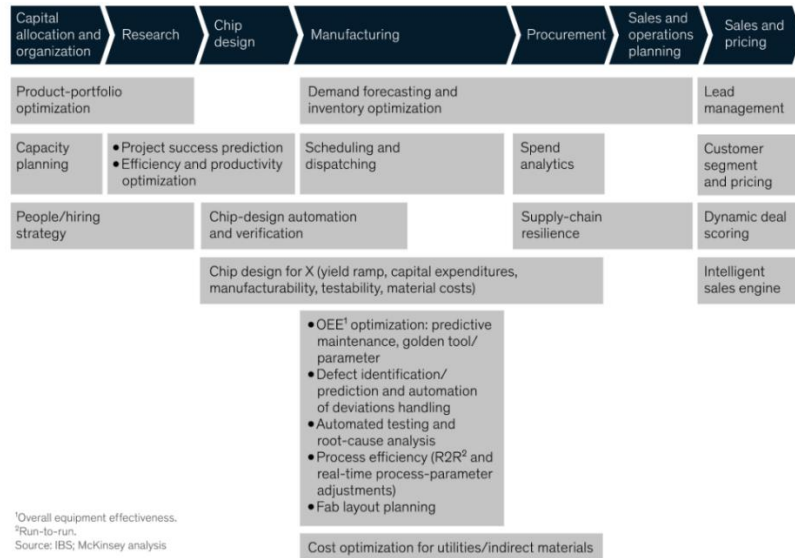 Capital
allocation and
organization
Research
Chip
design
Manufacturing
Procurement
Sales and
operations
planning
Sales and
pricing
Product-portfolio
optimization
Demand forecasting and
inventory optimization
Lead
management
Capacity
planning
•Project success prediction
•Efficiency and productivity
optimization
Scheduling and
dispatching
Spend
analytics
Customer
segment
and pricing
People/hiring
strategy
Chip-design automation
and verification
Supply-chain
resilience
Dynamic deal
scoring
Chip design for X (yield ramp, capital expenditures,
manufacturability, testability, material costs)
Intelligent
sales engine
•OEE¹ optimization: predictive
maintenance, golden tool/
parameter
•Defect identification/
prediction and automation
of deviations handling
•Automated testing and
root-cause analysis
•Process efficiency (R2R² and
real-time process-parameter
adjustments)
•Fab layout planning
Cost optimization for utilities/indirect materials
¹Overall equipment effectiveness.
²Run-to-run.
Source: IBS; McKinsey analysis